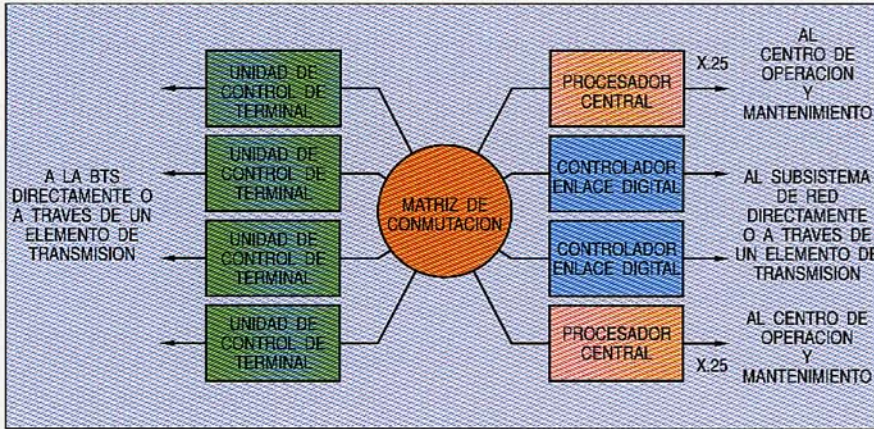 A LA BTS
DIRECTAMENTE O
A TRAVES DE UN
ELEMENTO DE
TRANSMISION
UNIDAD DE
CONTROL DE
TERMINAL
UNIDAD DE
CONTROL DE
TERMINAL
UNIDAD DE
CONTROL DE
TERMINAL
UNIDAD DE
CONTROL DE
TERMINAL
MATRIZ DE
CONMUTACION
PROCESADOR
CENTRAL
X.25
AL
CENTRO DE
OPERACION
Y
MANTENIMIENTO
CONTROLADOR
ENLACE DIGITAL
CONTROLADOR
ENLACE DIGITAL
AL SUBSISTEMA
DE RED
DIRECTAMENTE
O A TRAVES DE
UN ELEMENTO DE
TRANSMISION
PROCESADOR
CENTRAL
X.25
AL CENTRO DE
OPERACION
Y
MANTENIMIENTO